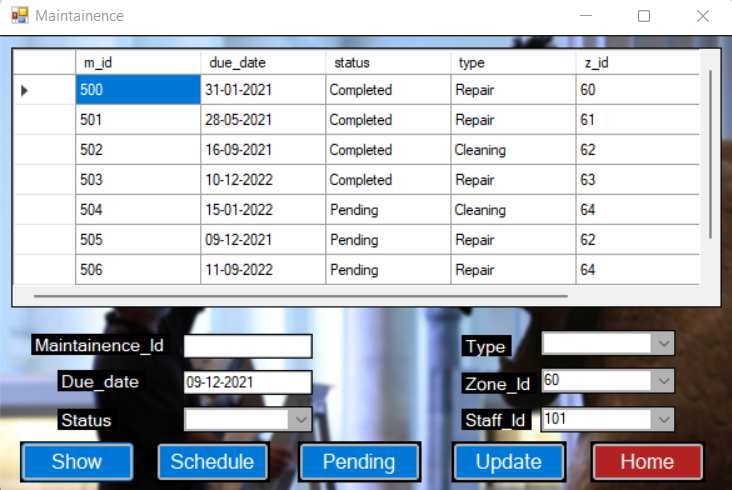 Maintainence
m_id due_date status type z_id
500 31-01-2021 Completed Repair 60
501 28-05-2021 Completed Repair 61
502 16-09-2021 Completed Cleaning 62
503 10-12-2022 Completed Repair 63
504 15-01-2022 Pending Cleaning 64
505 09-12-2021 Pending Repair 62
506 11-09-2022 Pending Repair 64
Maintainence_Id Type
Due_date 09-12-2021 Zone_Id 60
Status Staff_Id 101
Show Schedule Pending Update Home